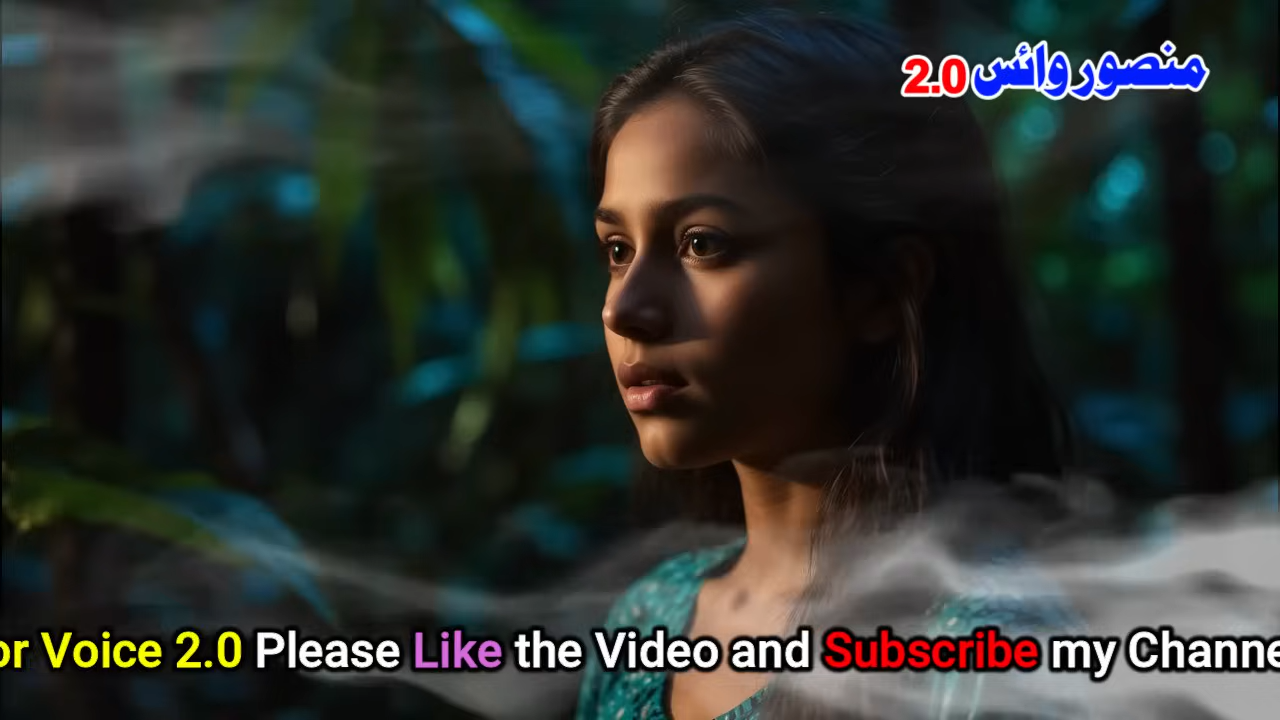 منصور وائس 2.0
or Voice 2.0 Please Like the Video and Subscribe my Channe